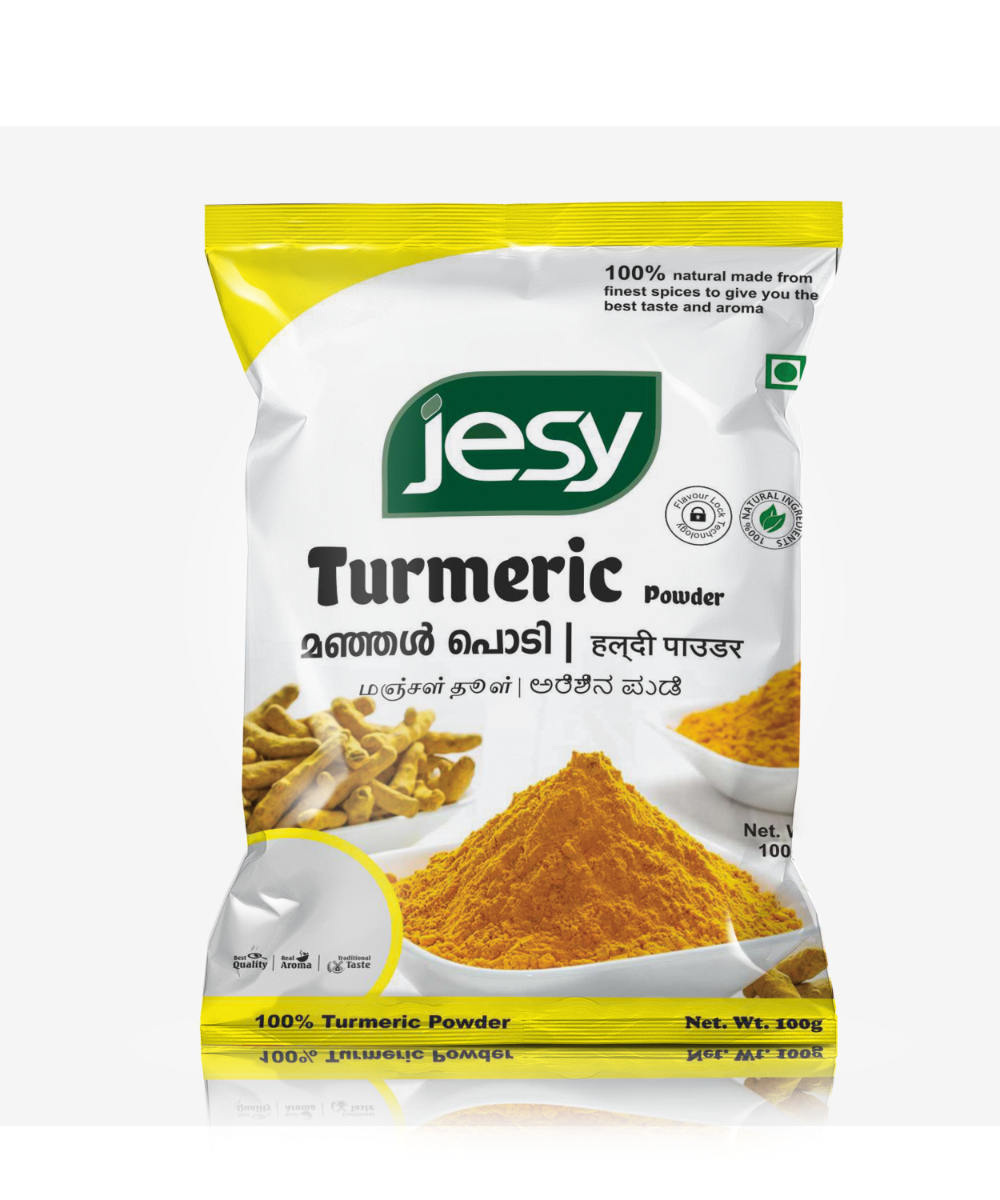 100% natural made from
finest spices to give you the
best taste and aroma
jesy
Flavour Lock Technology
100% NATURAL INGREDIENTS
Turmeric Powder
മഞ്ഞൾ പൊടി | हल्‌दी पाउडर
மஞ்சள் தூள் | ಅರಿಶಿನ ಪುಡಿ
Net.
100
Best Quality | Real Aroma | Traditional Taste
100% Turmeric Powder
Net. Wt. 100g